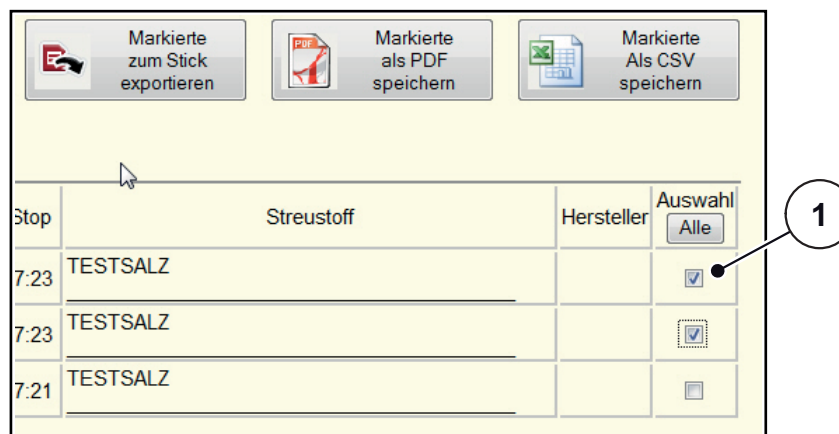 Markierte
zum Stick
exportieren
PDF
Markierte
als PDF
speichern
Markierte
Als CSV
speichern
Stop
Streustoff
Hersteller
Auswahl
Alle
1
7:23 TESTSALZ
7:23 TESTSALZ
7:21 TESTSALZ